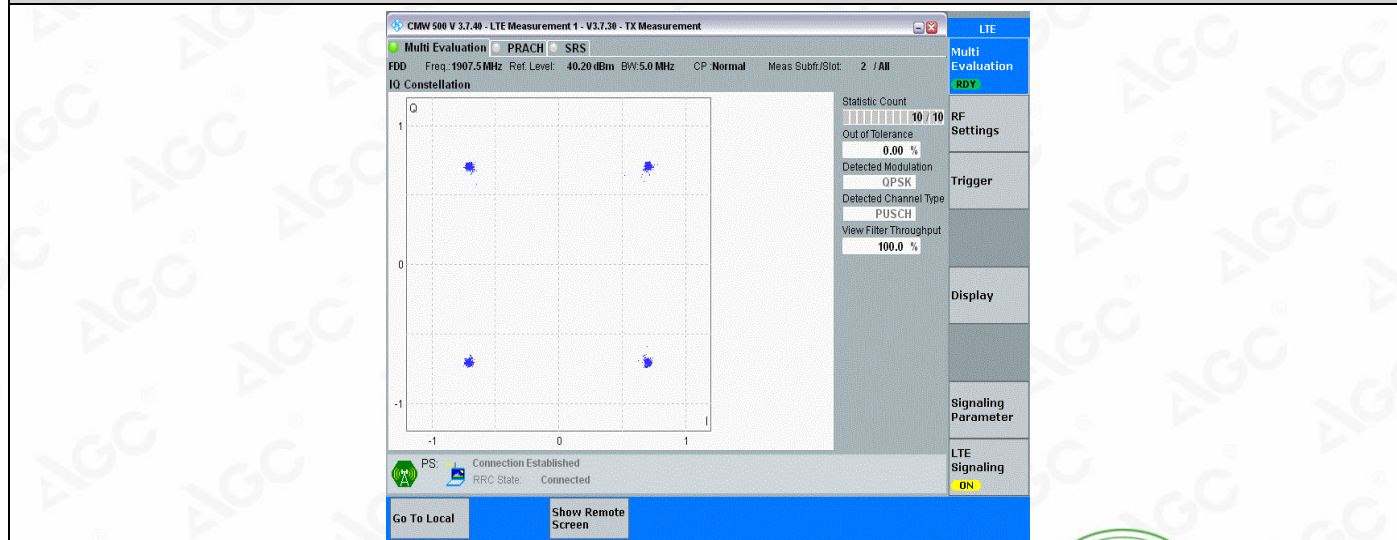 CMW 500 V 3.7.40 - LTE Measurement 1 - V3.7.30 - TX Measurement
LTE
Multi Evaluation PRACH SRS
FDD Freq.:1907.5 MHz Ref. Level: 40.20 dBm BW:5.0 MHz CP :Normal Meas Subfr./Slot: 2 / All
IQ Constellation
Multi
Evaluation
RDY
Q
1
0
-1
-1 0 1
I
Statistic Count
10 / 10
Out of Tolerance
0.00 %
Detected Modulation
QPSK
Detected Channel Type
PUSCH
View Filter Throughput
100.0 %
RF
Settings
Trigger
Display
Signaling
Parameter
LTE
Signaling
ON
PS: Connection Established
RRC State: Connected
Go To Local
Show Remote
Screen
AGC